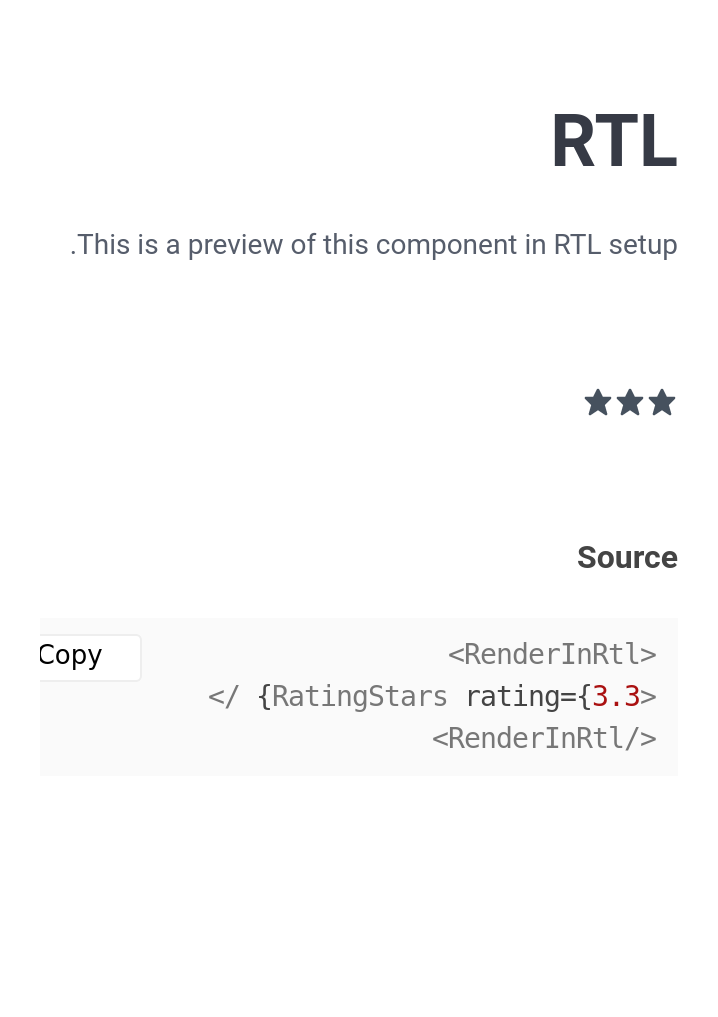 RTL
This is a preview of this component in RTL setup.
Source
<RenderInRtl>
<RatingStars rating={3.3} />
</RenderInRtl>
Copy